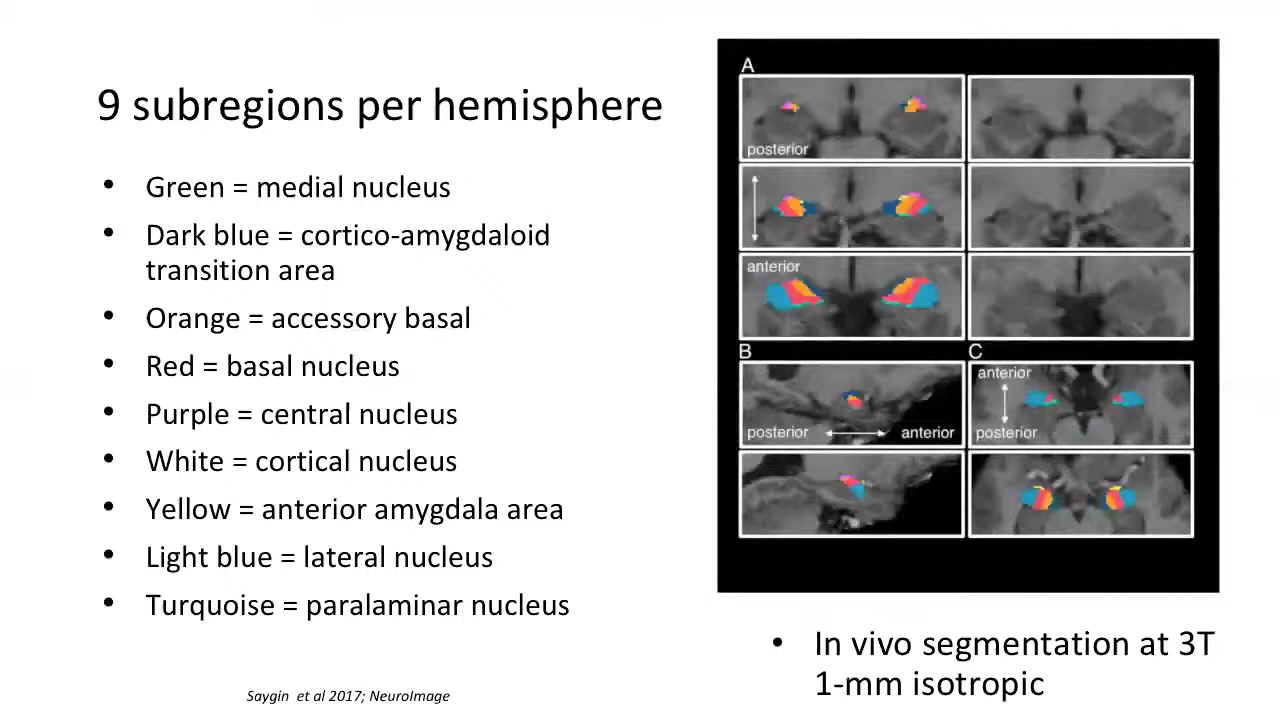 9 subregions per hemisphere
• Green = medial nucleus
• Dark blue = cortico-amygdaloid
transition area
• Orange = accessory basal
• Red = basal nucleus
• Purple = central nucleus
• White = cortical nucleus
• Yellow = anterior amygdala area
• Light blue = lateral nucleus
• Turquoise = paralaminar nucleus
Saygin et al 2017; NeuroImage
A
posterior
anterior
B
posterior
anterior
C
anterior
posterior
• In vivo segmentation at 3T
1-mm isotropic